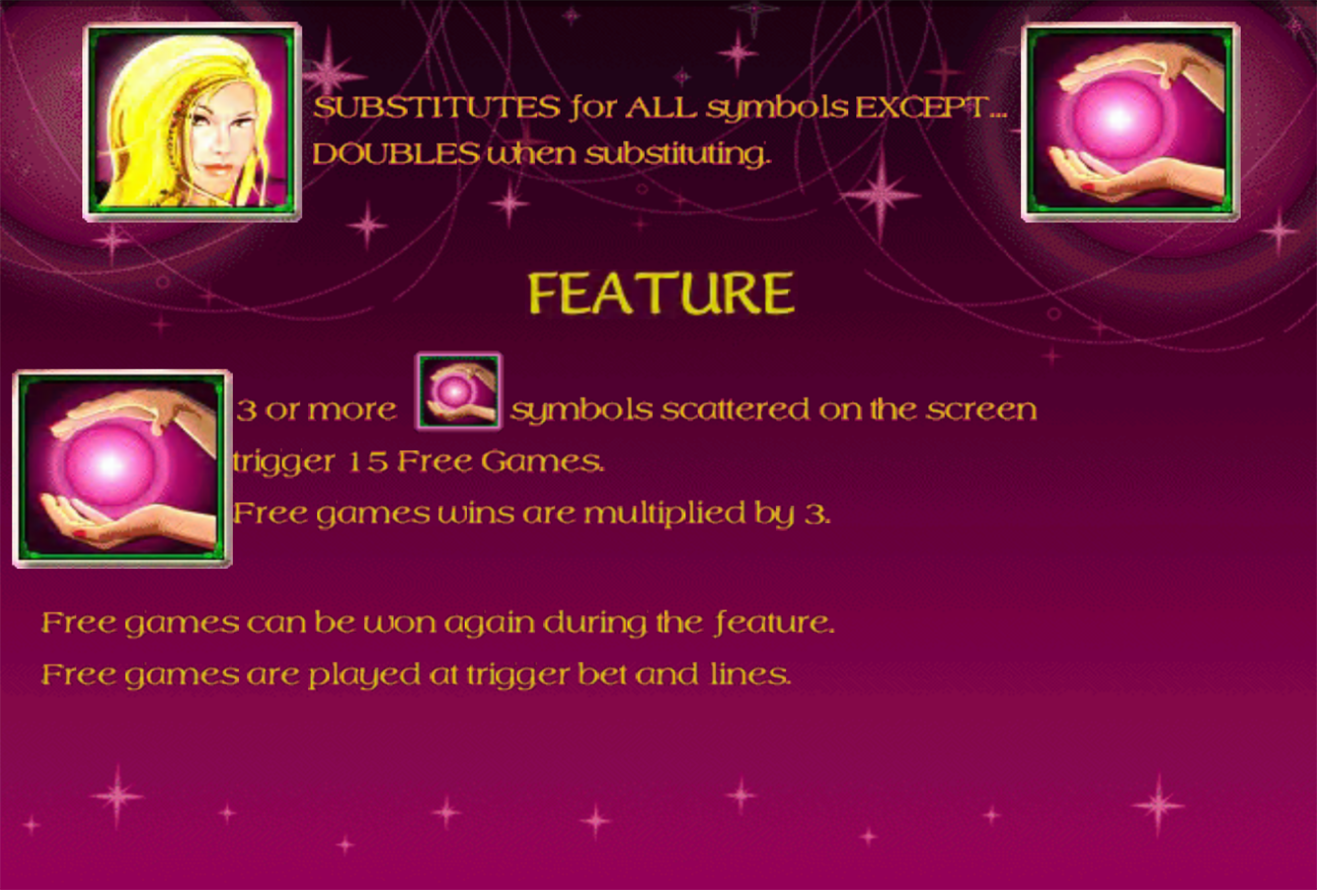 SUBSTITUTES for ALL symbols EXCEPT...
DOUBLES when substituting.
FEATURE
3 or more symbols scattered on the screen
trigger 15 Free Games.
Free games wins are multiplied by 3.
Free games can be won again during the feature.
Free games are played at trigger bet and lines.